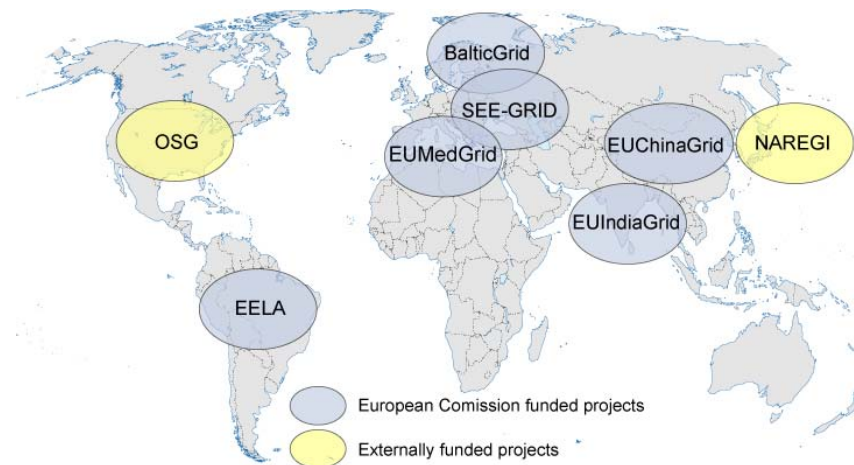 BalticGrid
SEE-GRID
OSG
EUMedGrid
EUChinaGrid
NAREGI
EUIndiaGrid
EELA
European Comission funded projects
Externally funded projects